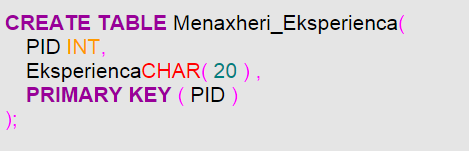 CREATE TABLE Menaxheri_Eksperienca(
PID INT,
EksperiencaCHAR( 20 ) ,
PRIMARY KEY ( PID )
);